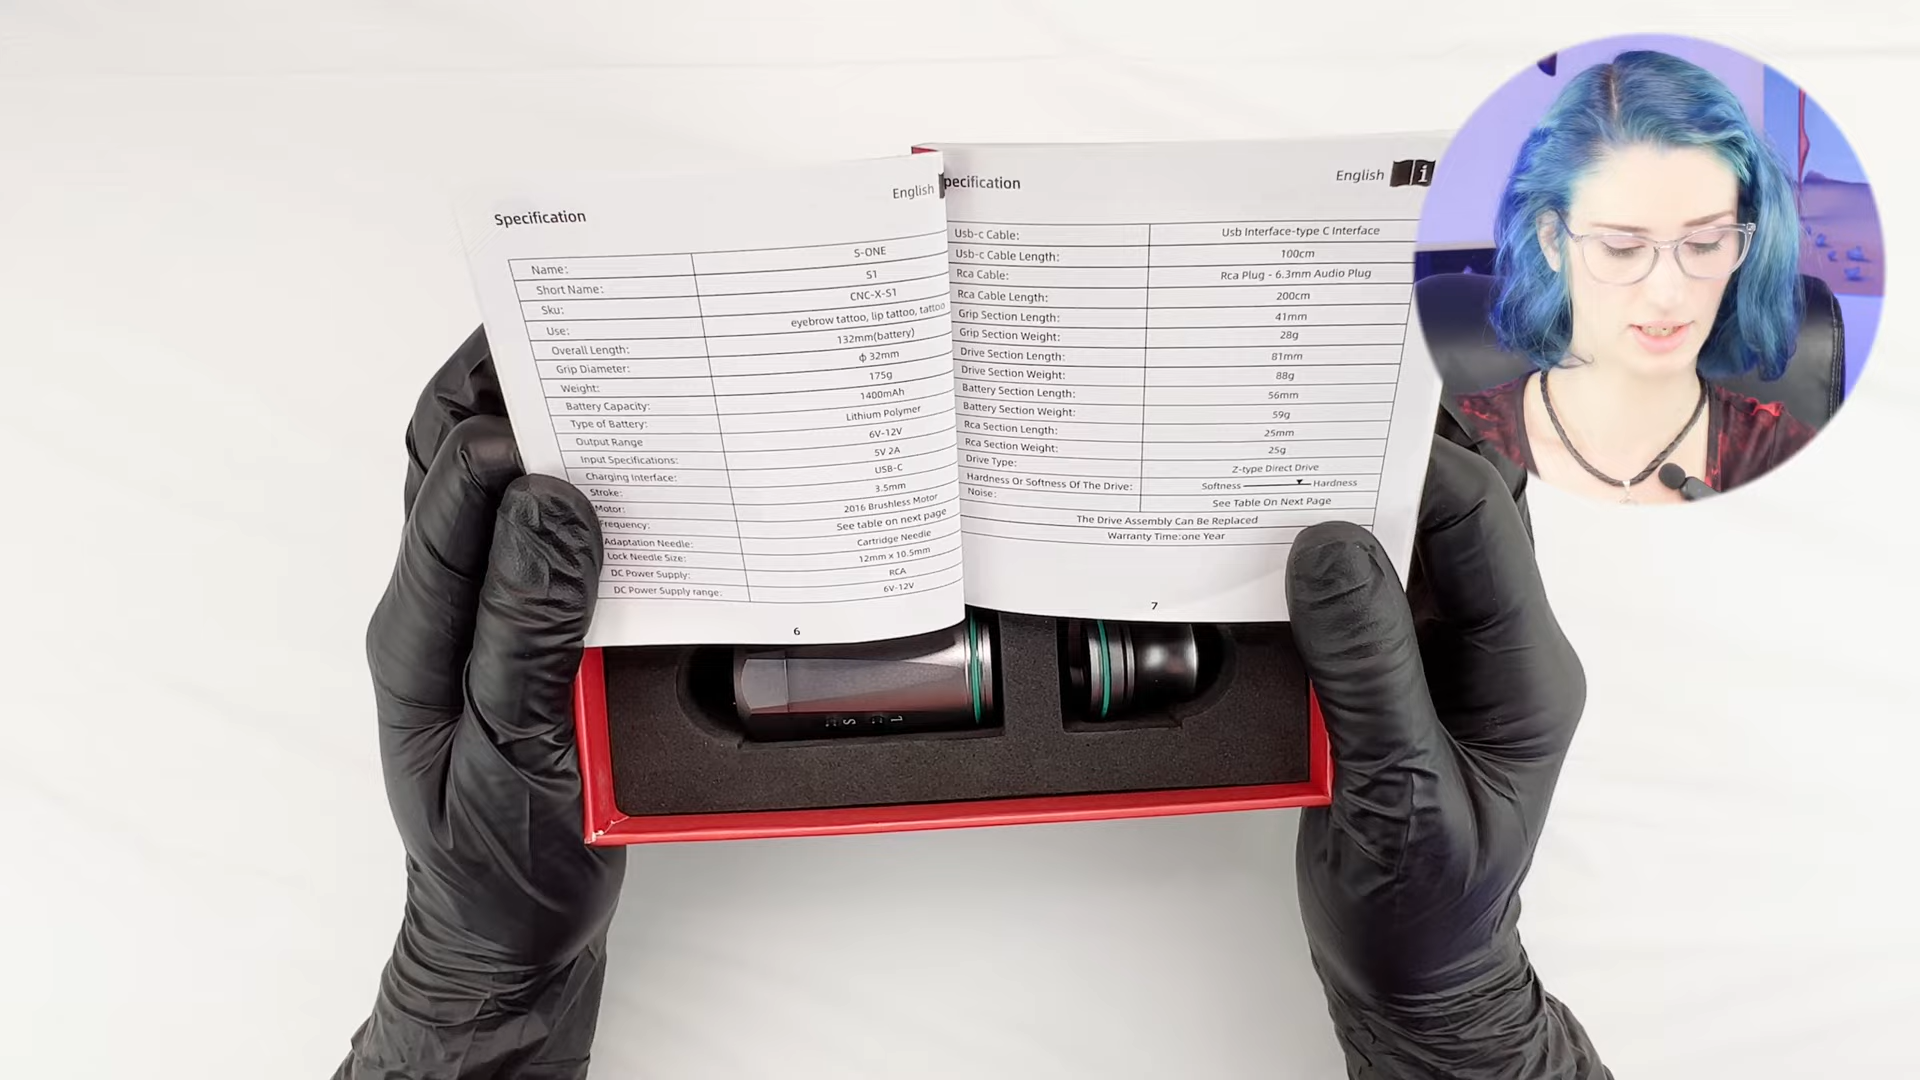 English
Specification
Name: S-ONE
Short Name: S1
Sku: CNC-X-S1
Use: eyebrow tattoo, lip tattoo, tattoo
Overall Length: 132mm(battery)
Grip Diameter: ϕ 32mm
Weight: 175g
Battery Capacity: 1400mAh
Type of Battery: Lithium Polymer
Output Range 6V-12V
Input Specifications: 5V 2A
Charging Interface: USB-C
Stroke: 3.5mm
Motor: 2016 Brushless Motor
Frequency: See table on next page
Adaptation Needle: Cartridge Needle
Lock Needle Size: 12mm x 10.5mm
DC Power Supply: RCA
DC Power Supply range: 6V-12V
6
pecification
English
Usb-c Cable: Usb Interface-type C Interface
Usb-c Cable Length: 100cm
Rca Cable: Rca Plug - 6.3mm Audio Plug
Rca Cable Length: 200cm
Grip Section Length: 41mm
Grip Section Weight: 28g
Drive Section Length: 81mm
Drive Section Weight: 88g
Battery Section Length: 56mm
Battery Section Weight: 59g
Rca Section Length: 25mm
Rca Section Weight: 25g
Drive Type: Z-type Direct Drive
Hardness Or Softness Of The Drive: Softness Hardness
Noise: See Table On Next Page
The Drive Assembly Can Be Replaced
Warranty Time:one Year
7
S 1